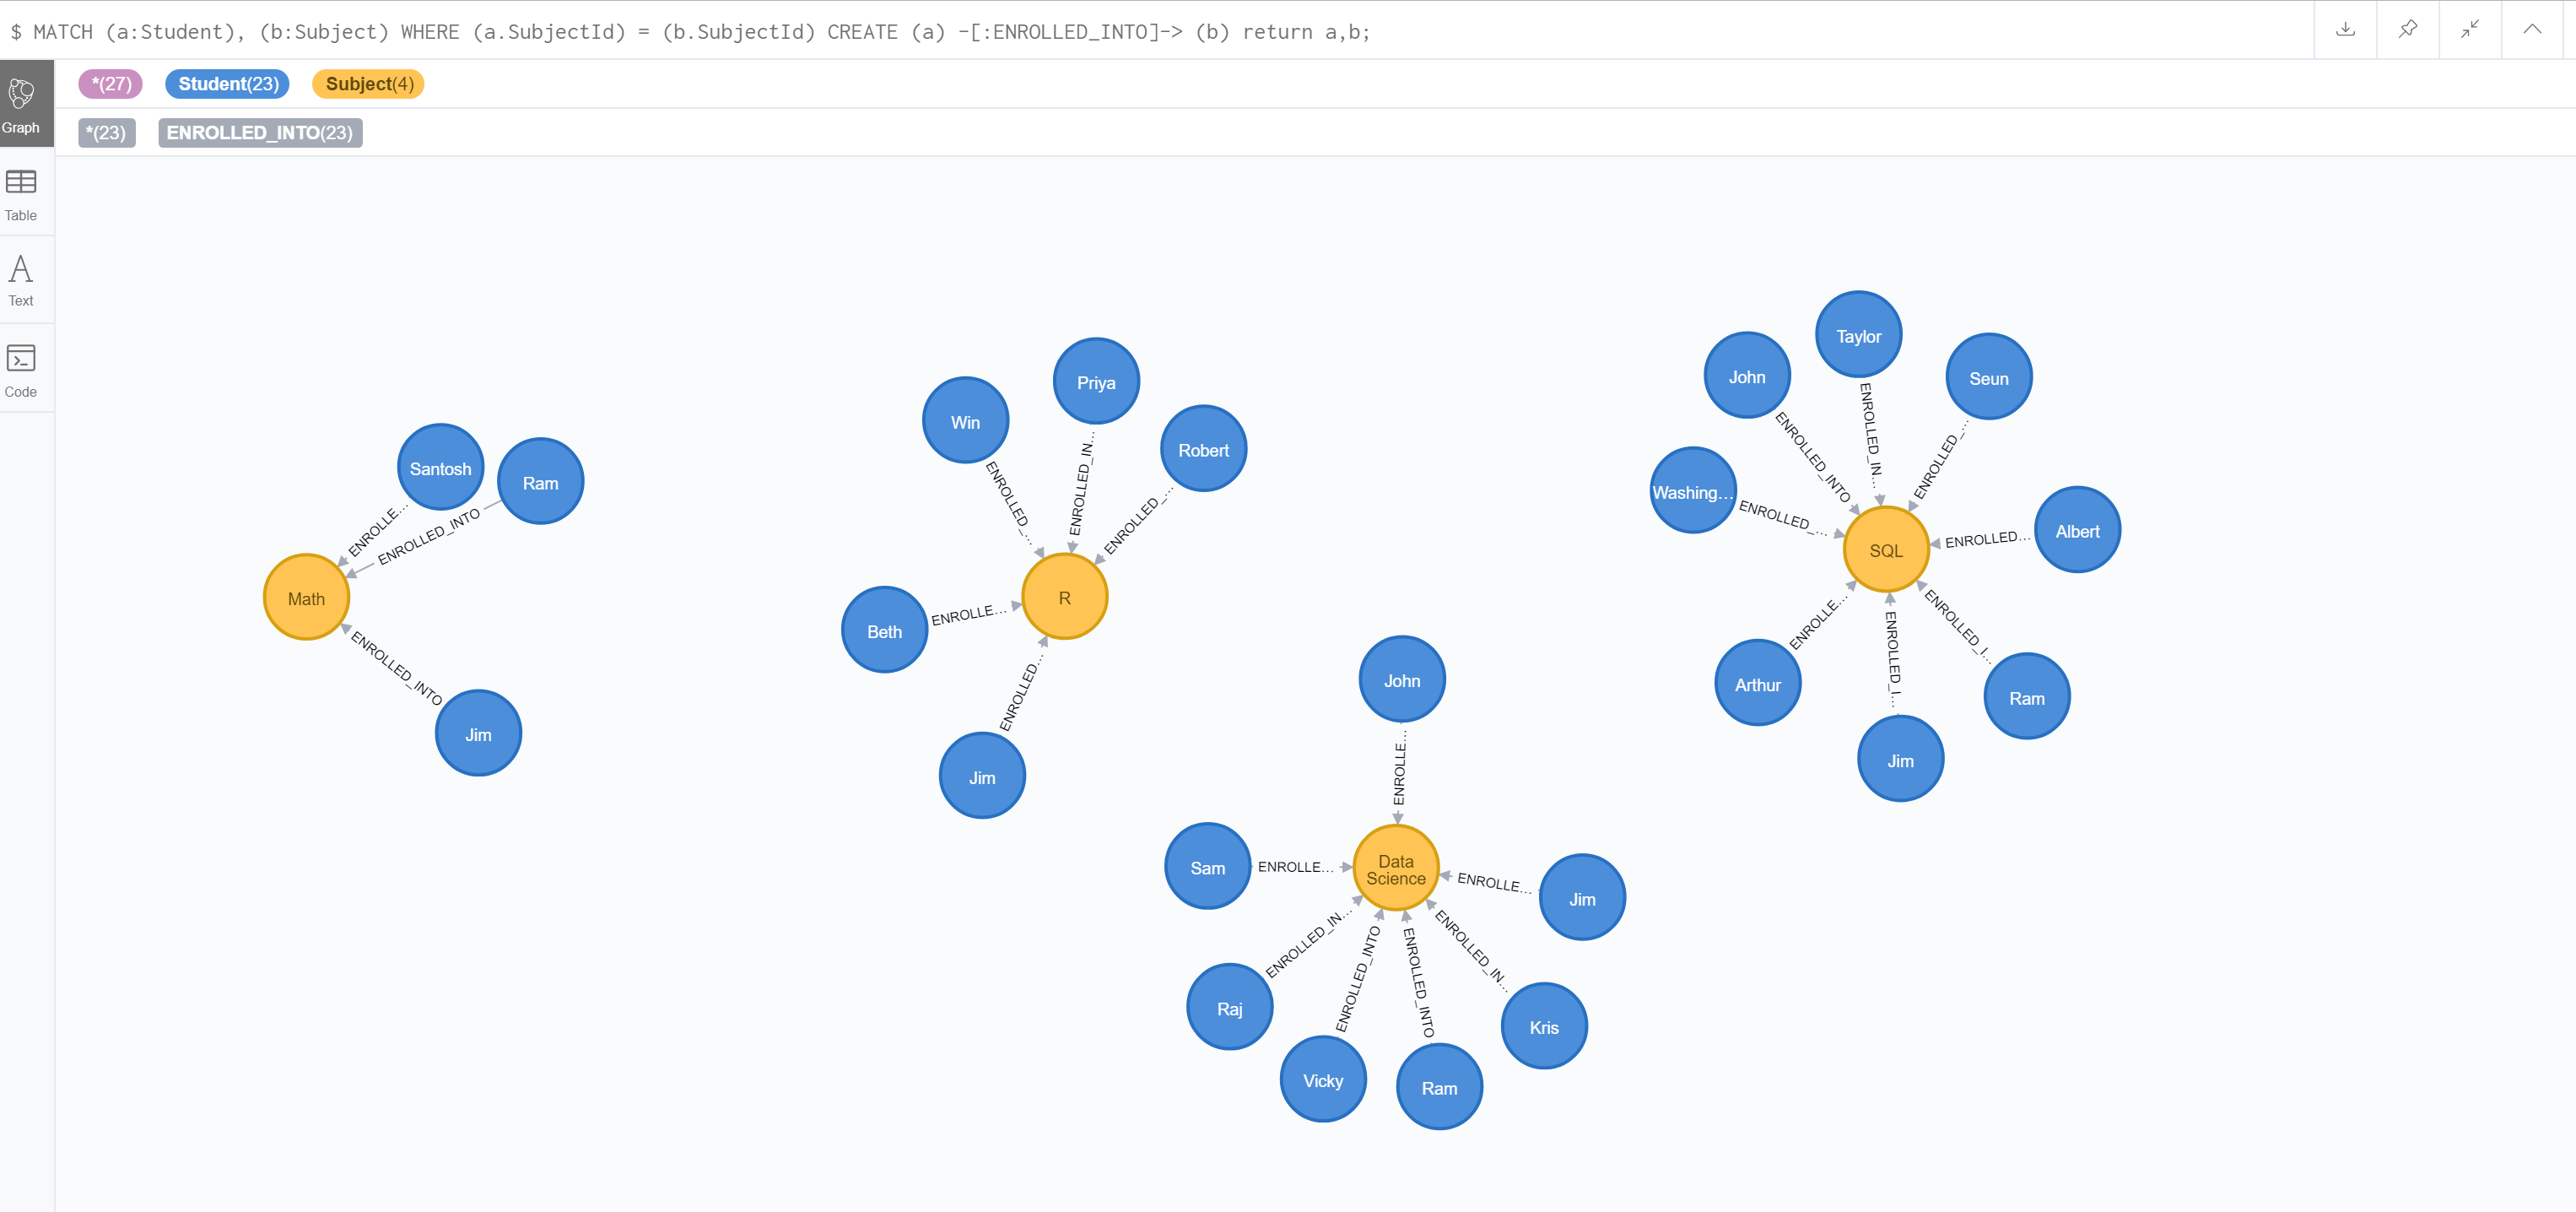 $ MATCH (a:Student), (b:Subject) WHERE (a.SubjectId) = (b.SubjectId) CREATE (a) -[:ENROLLED_INTO]-> (b) return a,b;
*(27) Student(23) Subject(4)
*(23) ENROLLED_INTO(23)
Graph
Table
Text
Code
Santosh
Ram
ENROLLE…
ENROLLED_INTO
Math
ENROLLED_INTO
Jim
Priya
Win
Robert
ENROLLED_…
ENROLLED_IN…
ENROLLED_…
R
Beth
ENROLLE…
ENROLLED…
Jim
Taylor
John
Seun
ENROLLED_INTO
ENROLLED_IN…
ENROLLED_…
Washing…
ENROLLED_…
SQL
ENROLLED…
Albert
ENROLLE…
ENROLLED_I…
ENROLLED_I…
Arthur
Jim
Ram
John
ENROLLE…
Sam
ENROLLE…
Data
Science
ENROLLE…
Jim
ENROLLED_IN…
ENROLLED_INTO
ENROLLED_INTO
ENROLLED_IN…
Raj
Vicky
Ram
Kris